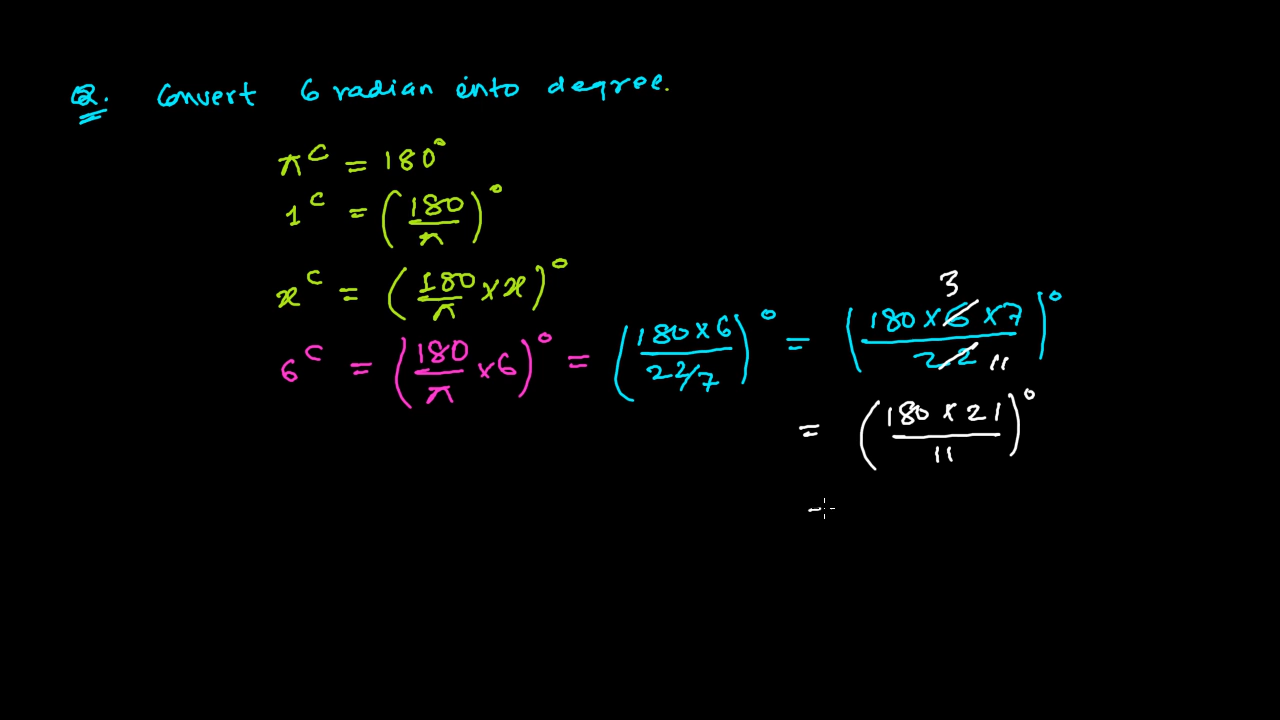 Q. Convert 6 radian into degree.
π^c = 180°
1^c = (180/π)°
x^c = (180/π × x)°
6^c = (180/π × 6)° = (180 × 6 / 22/7)° = (180 × 6 × 7 / 22)° 3 11
= (180 × 21 / 11)°